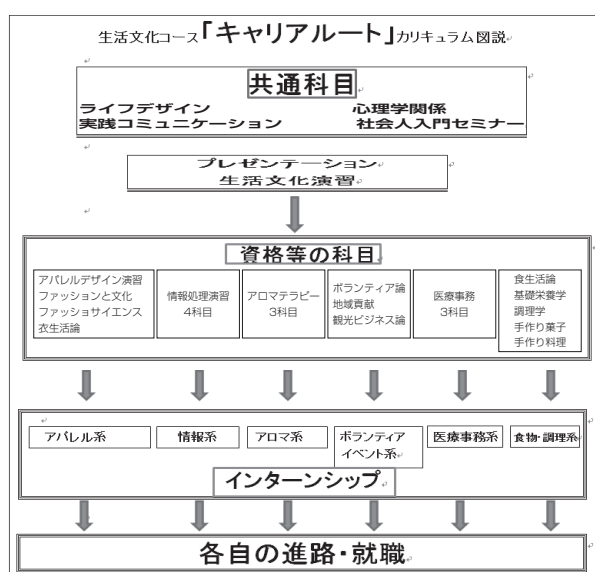 生活文化コース「キャリアルート」カリキュラム図説
共通科目
ライフデザイン 心理学関係
実践コミュニケーション 社会人入門セミナー
プレゼンテーション
生活文化演習
資格等の科目
アパレルデザイン演習
ファッションと文化
ファッショサイエンス
衣生活論
情報処理演習
4科目
アロマテラピー
3科目
ボランティア論
地域貢献
観光ビジネス論
医療事務
3科目
食生活論
基礎栄養学
調理学
手作り菓子
手作り料理
アパレル系
情報系
アロマ系
ボランティア
イベント系
医療事務系
食物・調理系
インターンシップ
各自の進路・就職